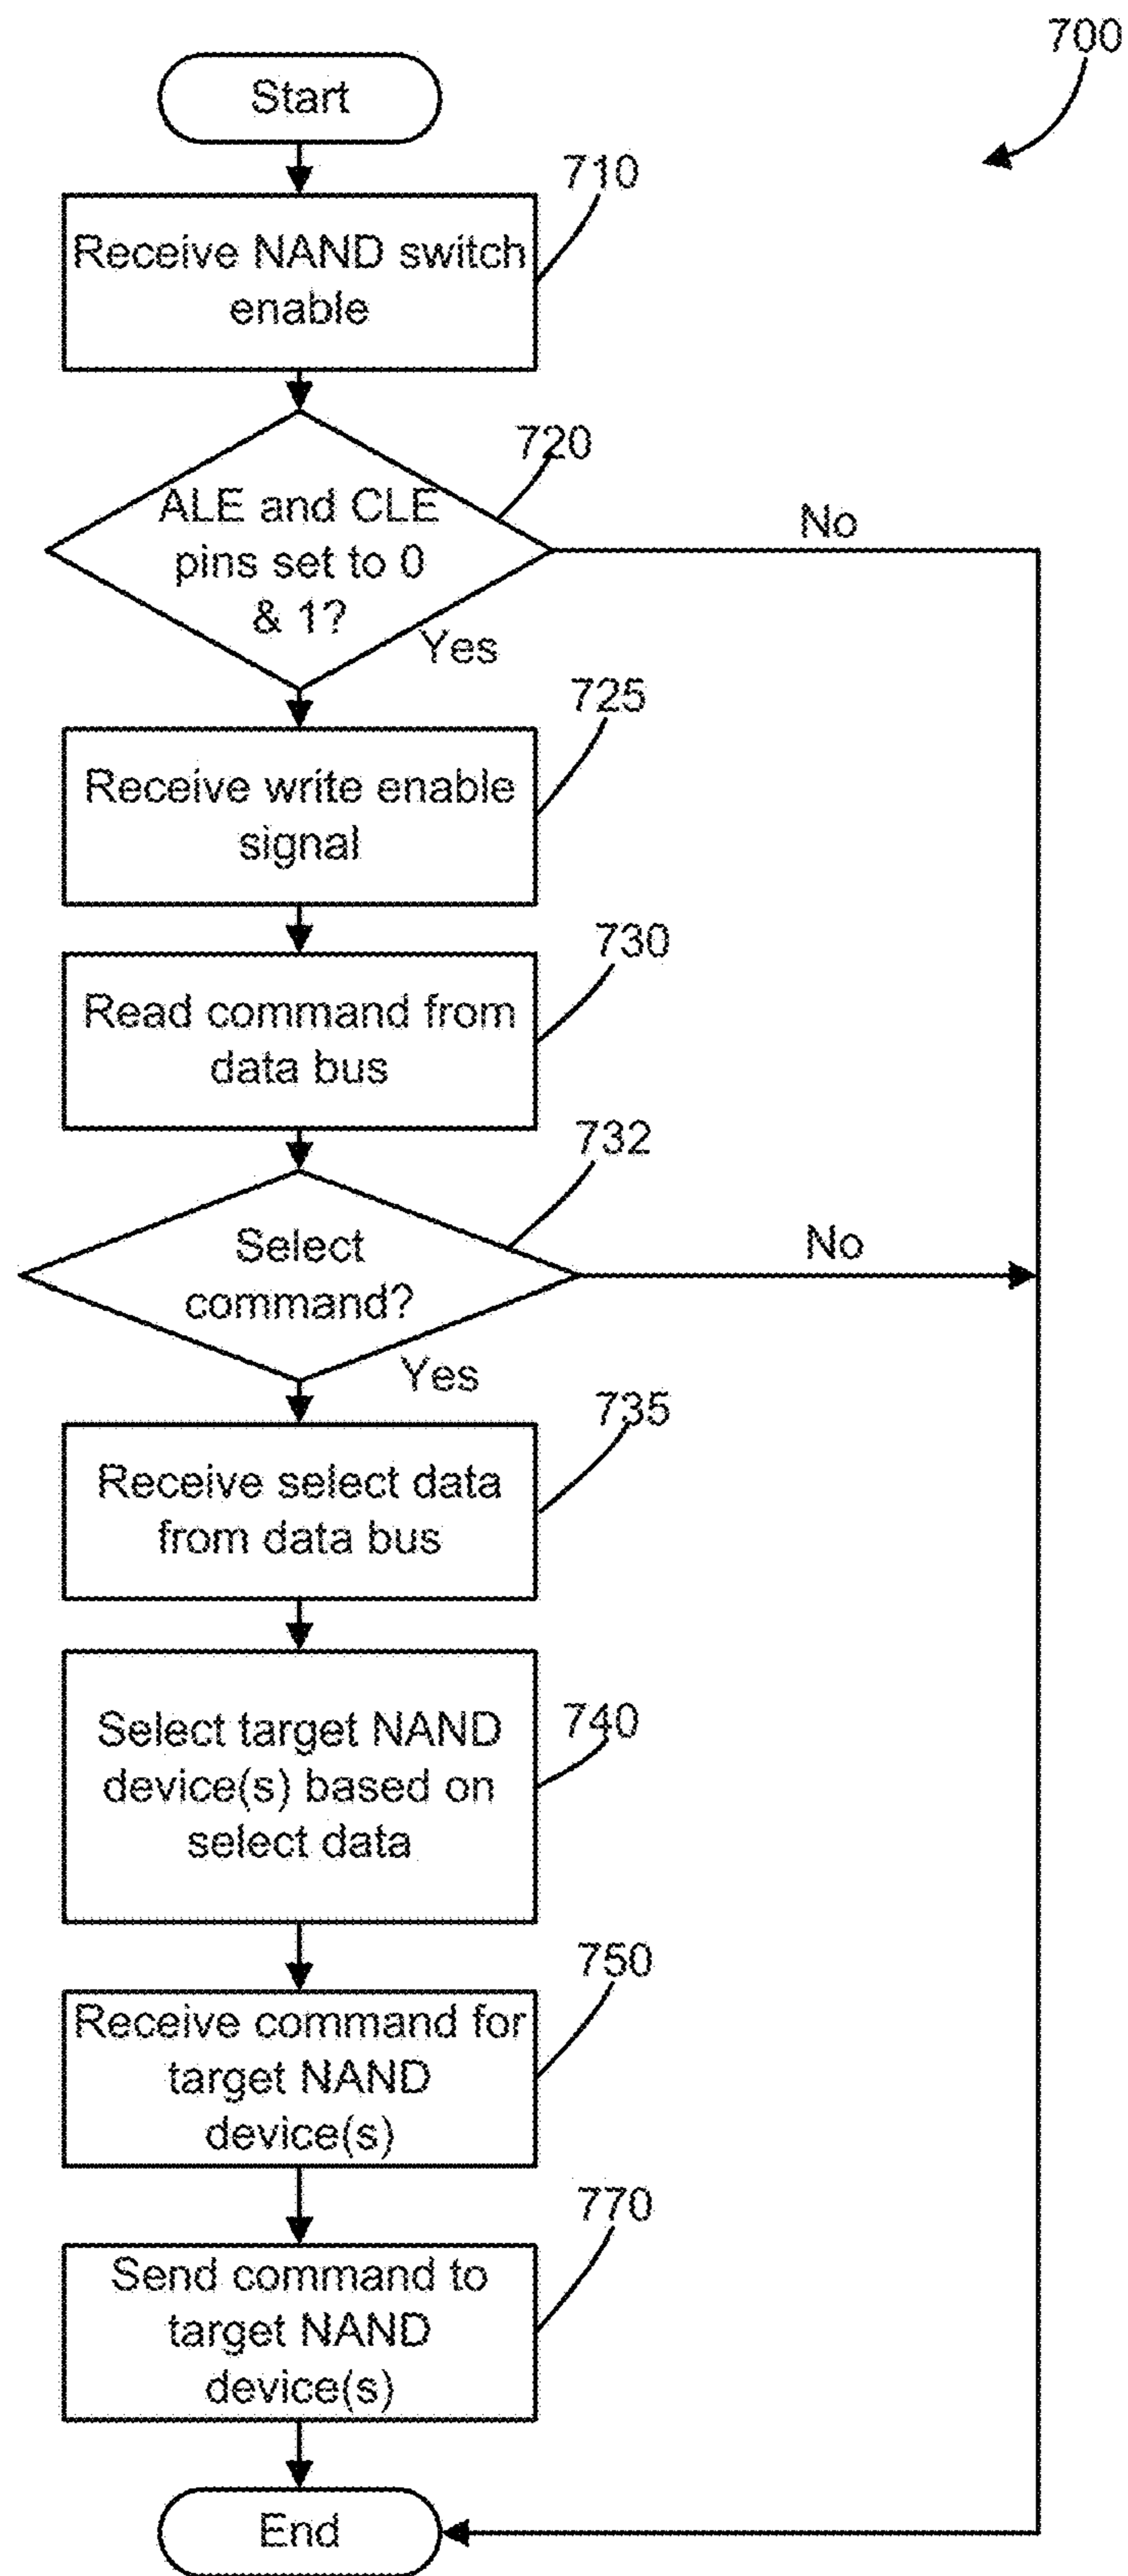 700
Start
710
Receive NAND switch
enable
720
ALE and CLE
pins set to 0
& 1?
No
Yes
725
Receive write enable
signal
730
Read command from
data bus
732
Select
command?
No
Yes
735
Receive select data
from data bus
740
Select target NAND
device(s) based on
select data
750
Receive command for
target NAND
device(s)
770
Send command to
target NAND
device(s)
End